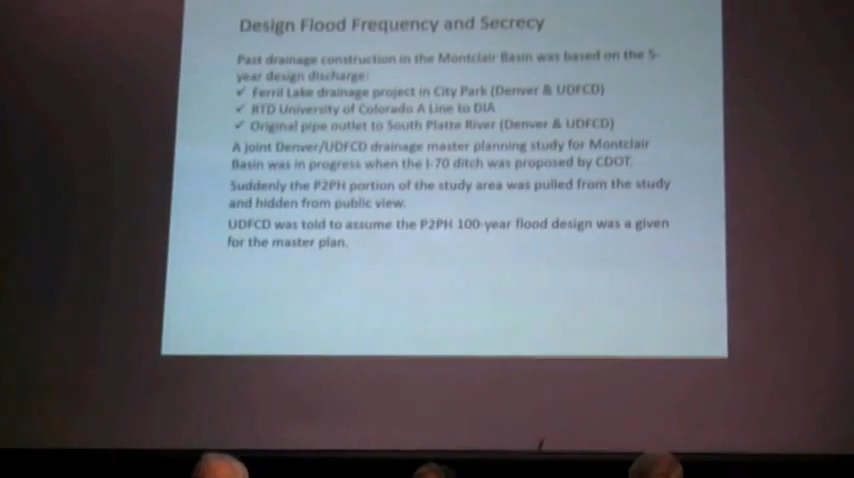 Design Flood Frequency and Secrecy
Past drainage construction in the Montclair Basin was based on the 5-
year design discharge:
✓ Ferril Lake drainage project in City Park (Denver & UDFCD)
✓ RTD University of Colorado A Line to DIA
✓ Original pipe outlet to South Platte River (Denver & UDFCD)
A joint Denver/UDFCD drainage master planning study for Montclair
Basin was in progress when the I-70 ditch was proposed by CDOT.
Suddenly the P2PH portion of the study area was pulled from the study
and hidden from public view.
UDFCD was told to assume the P2PH 100-year flood design was a given
for the master plan.